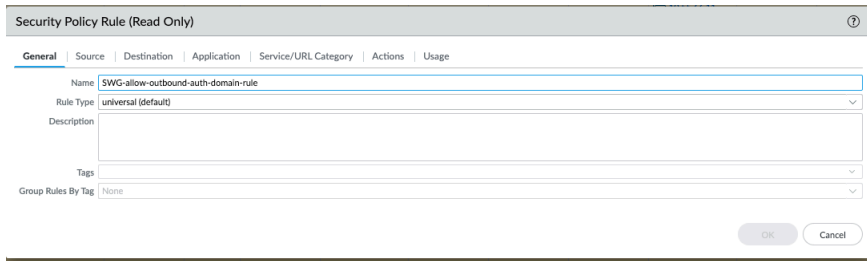 Security Policy Rule (Read Only)
General | Source | Destination | Application | Service/URL Category | Actions | Usage
Name SWG-allow-outbound-auth-domain-rule
Rule Type universal (default)
Description
Tags
Group Rules By Tag None
OK Cancel